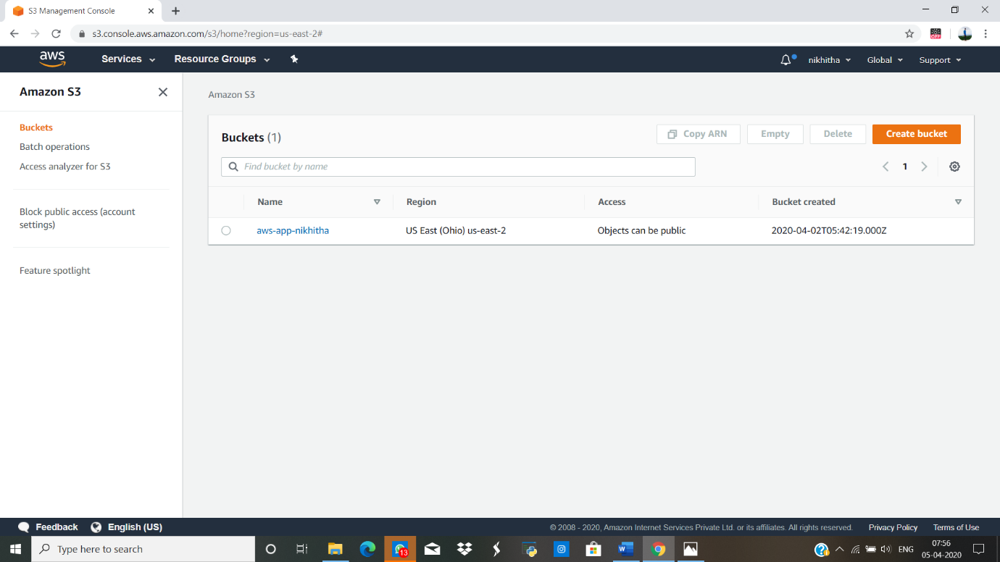 S3 Management Console
s3.console.aws.amazon.com/s3/home?region=us-east-2#
OFF
aws
Services
Resource Groups
nikhitha
Global
Support
Amazon S3
Buckets
Batch operations
Access analyzer for S3
Block public access (account
settings)
Feature spotlight
Amazon S3
Buckets (1)
Copy ARN
Empty
Delete
Create bucket
Find bucket by name
1
Name
Region
Access
Bucket created
aws-app-nikhitha
US East (Ohio) us-east-2
Objects can be public
2020-04-02T05:42:19.000Z
Feedback
English (US)
© 2008 - 2020, Amazon Internet Services Private Ltd. or its affiliates. All rights reserved.
Privacy Policy
Terms of Use
Type here to search
13
ENG
07:56
05-04-2020